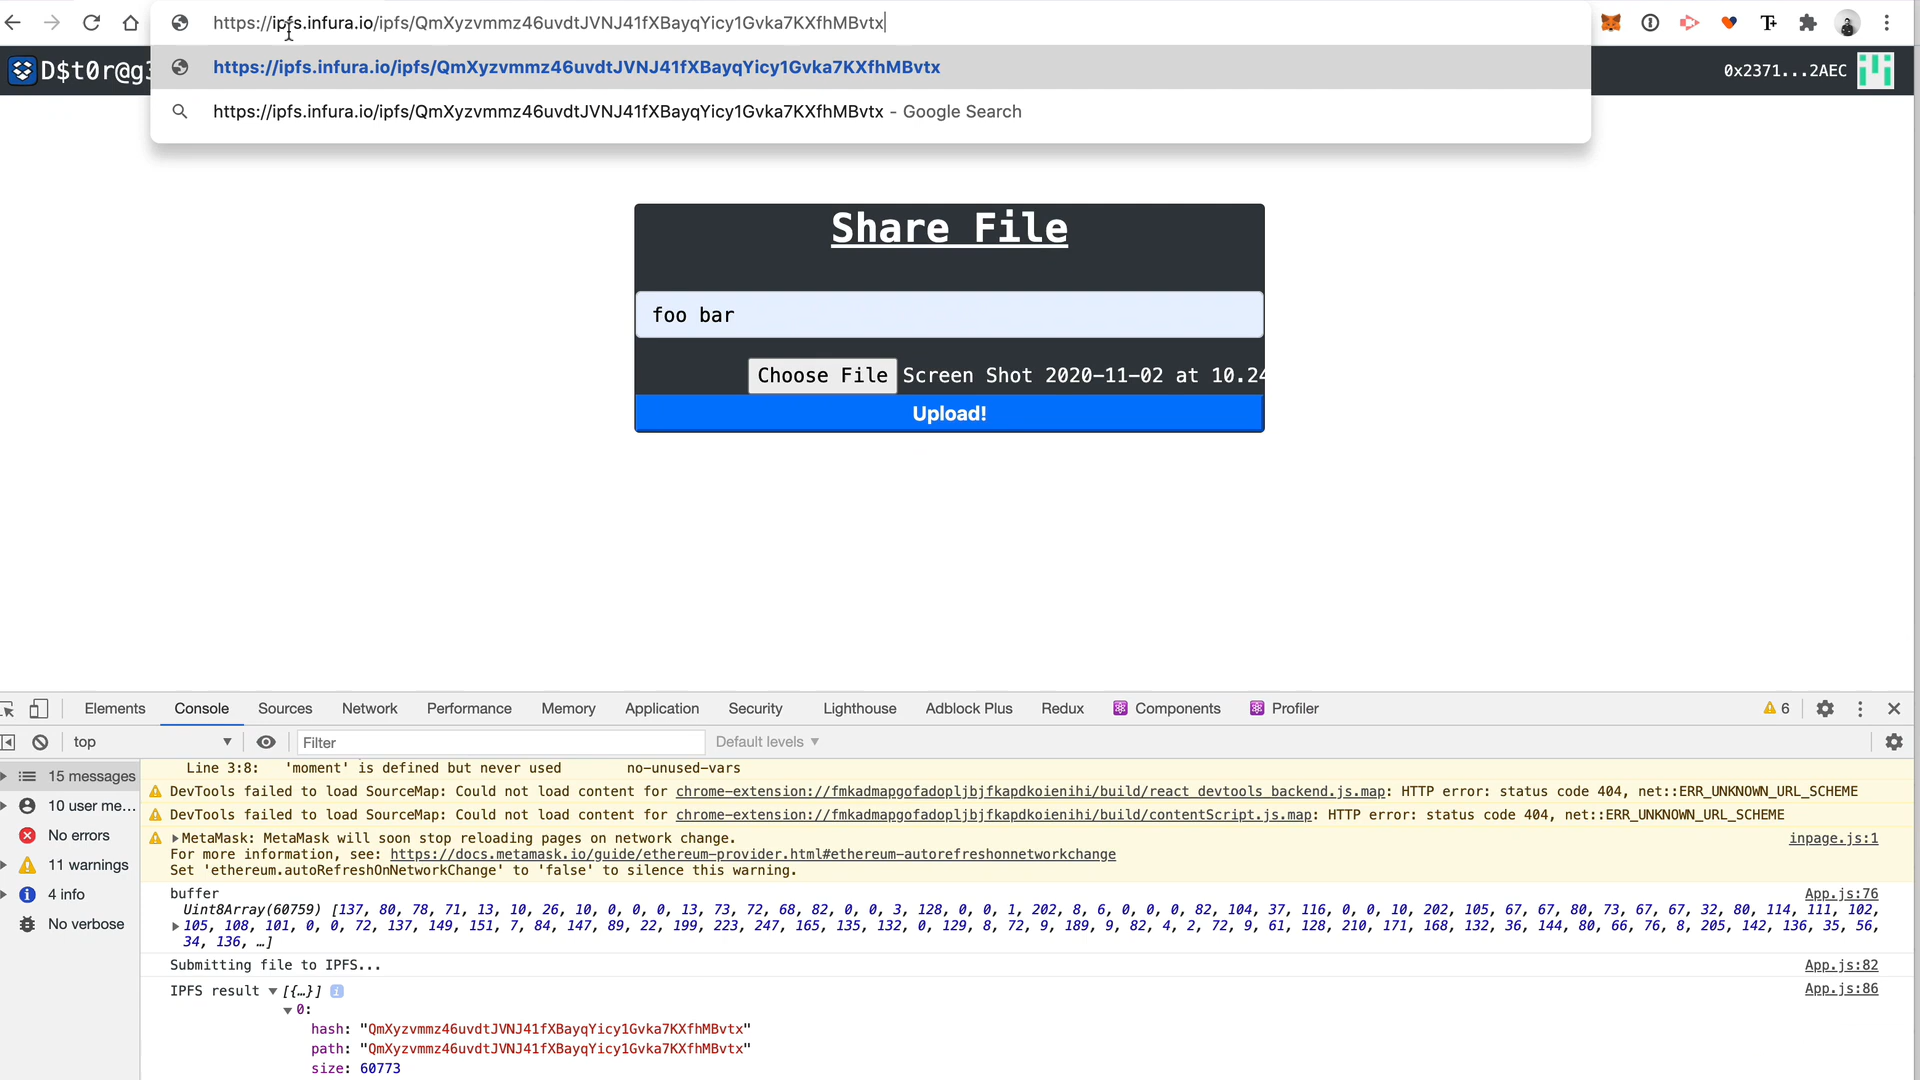 https://ipfs.infura.io/ipfs/QmXyzvmmz46uvdtJVNJ41fXBayqYicy1Gvka7KXfhMBvtx
https://ipfs.infura.io/ipfs/QmXyzvmmz46uvdtJVNJ41fXBayqYicy1Gvka7KXfhMBvtx
D$t0r@g3
0x2371...2AEC
https://ipfs.infura.io/ipfs/QmXyzvmmz46uvdtJVNJ41fXBayqYicy1Gvka7KXfhMBvtx - Google Search
Share File
foo bar
Choose File Screen Shot 2020-11-02 at 10.24
Upload!
Elements Console Sources Network Performance Memory Application Security Lighthouse Adblock Plus Redux Components Profiler 6
top Filter Default levels
15 messages
10 user me...
No errors
11 warnings
4 info
No verbose
Line 3:8: 'moment' is defined but never used no-unused-vars
DevTools failed to load SourceMap: Could not load content for chrome-extension://fmkadmapgofadopljbjfkapdkoienihi/build/react_devtools_backend.js.map: HTTP error: status code 404, net::ERR_UNKNOWN_URL_SCHEME
DevTools failed to load SourceMap: Could not load content for chrome-extension://fmkadmapgofadopljbjfkapdkoienihi/build/contentScript.js.map: HTTP error: status code 404, net::ERR_UNKNOWN_URL_SCHEME
MetaMask: MetaMask will soon stop reloading pages on network change. inpage.js:1
For more information, see: https://docs.metamask.io/guide/ethereum-provider.html#ethereum-autorefreshonnetworkchange
Set 'ethereum.autoRefreshOnNetworkChange' to 'false' to silence this warning.
buffer App.js:76
Uint8Array(60759) [137, 80, 78, 71, 13, 10, 26, 10, 0, 0, 0, 13, 73, 72, 68, 82, 0, 0, 3, 128, 0, 0, 1, 202, 8, 6, 0, 0, 0, 82, 104, 37, 116, 0, 0, 10, 202, 105, 67, 67, 80, 73, 67, 67, 32, 80, 114, 111, 102,
105, 108, 101, 0, 0, 72, 137, 149, 151, 7, 84, 147, 89, 22, 199, 223, 247, 165, 135, 132, 0, 129, 8, 72, 9, 189, 9, 82, 4, 2, 72, 9, 61, 128, 210, 171, 168, 132, 36, 144, 80, 66, 76, 8, 205, 142, 136, 35, 56,
34, 136, …]
Submitting file to IPFS... App.js:82
IPFS result [{…}] App.js:86
0:
hash: "QmXyzvmmz46uvdtJVNJ41fXBayqYicy1Gvka7KXfhMBvtx"
path: "QmXyzvmmz46uvdtJVNJ41fXBayqYicy1Gvka7KXfhMBvtx"
size: 60773